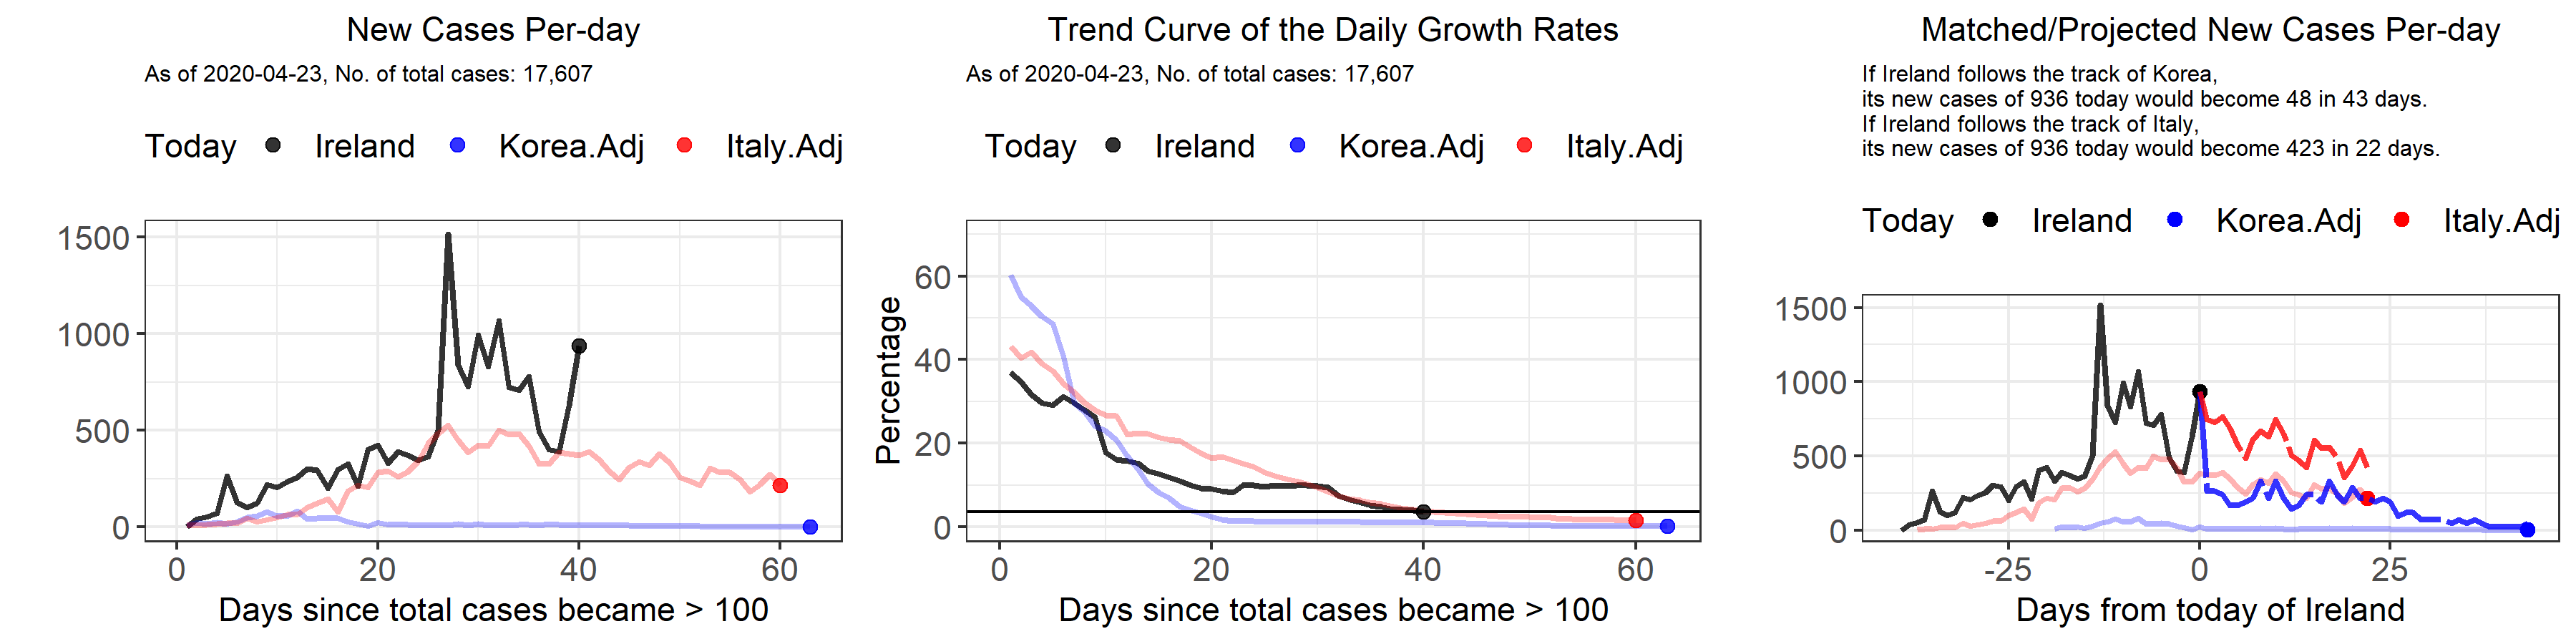 New Cases Per-day
As of 2020-04-23, No. of total cases: 17,607
Today Ireland Korea.Adj Italy.Adj
1500
1000
500
0
0 20 40 60
Days since total cases became > 100
Trend Curve of the Daily Growth Rates
As of 2020-04-23, No. of total cases: 17,607
Today Ireland Korea.Adj Italy.Adj
Percentage
60
40
20
0
0 20 40 60
Days since total cases became > 100
Matched/Projected New Cases Per-day
If Ireland follows the track of Korea,
its new cases of 936 today would become 48 in 43 days.
If Ireland follows the track of Italy,
its new cases of 936 today would become 423 in 22 days.
Today Ireland Korea.Adj Italy.Adj
1500
1000
500
0
-25 0 25
Days from today of Ireland